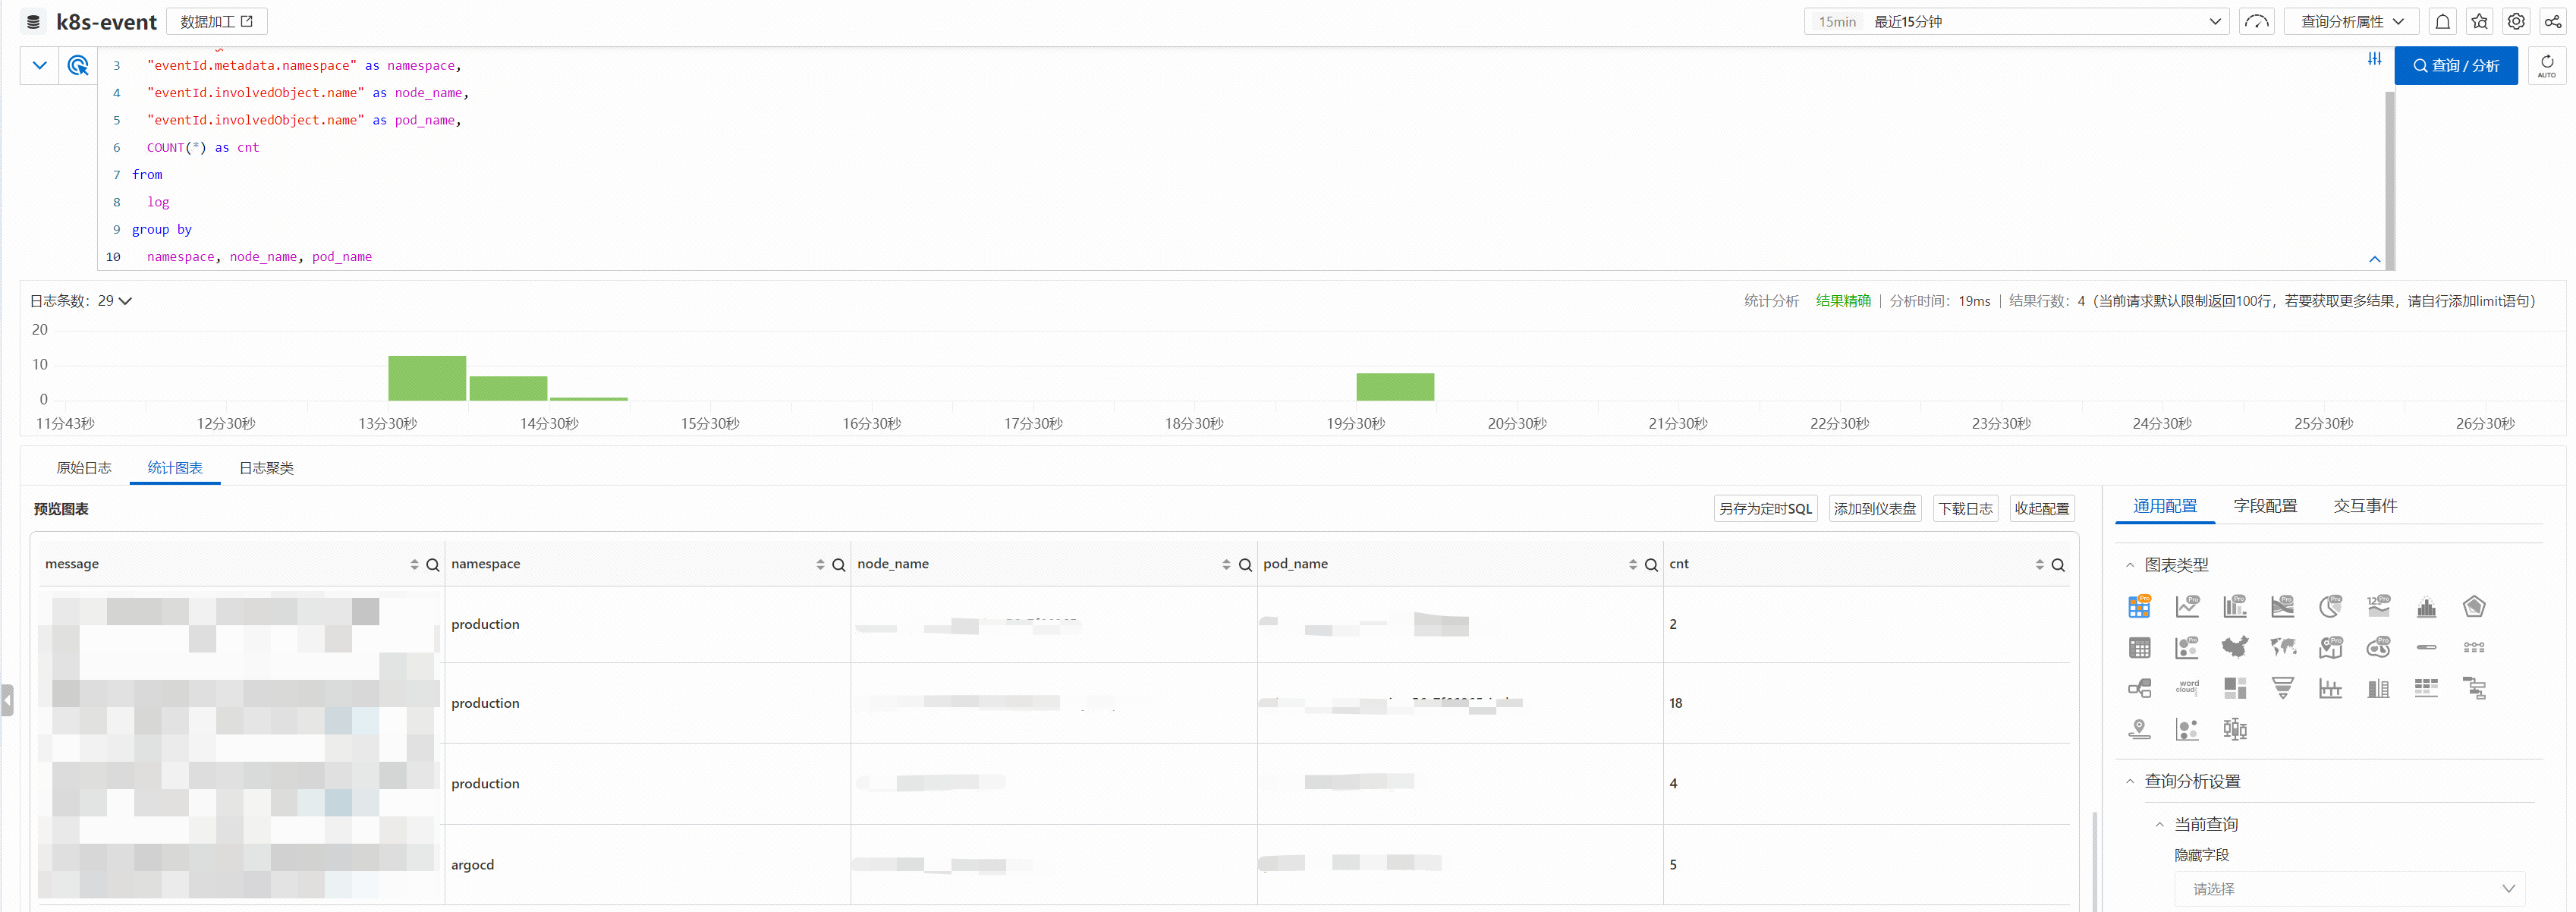 k8s-event 数据加工
15min 最近15分钟 查询分析属性
3 "eventId.metadata.namespace" as namespace,
4 "eventId.involvedObject.name" as node_name,
5 "eventId.involvedObject.name" as pod_name,
6 COUNT(*) as cnt
7 from
8 log
9 group by
10 namespace, node_name, pod_name
查询 / 分析
AUTO
日志条数：29
统计分析 结果精确 | 分析时间：19ms | 结果行数：4（当前请求默认限制返回100行，若要获取更多结果，请自行添加limit语句）
20
10
0
11分43秒 12分30秒 13分30秒 14分30秒 15分30秒 16分30秒 17分30秒 18分30秒 19分30秒 20分30秒 21分30秒 22分30秒 23分30秒 24分30秒 25分30秒 26分30秒
原始日志 统计图表 日志聚类
预览图表
另存为定时SQL 添加到仪表盘 下载日志 收起配置
message namespace node_name pod_name cnt
production 2
production 18
production 4
argocd 5
通用配置 字段配置 交互事件
图表类型
Pro Pro Pro Pro Pro 123 Pro
Pro Pro Pro
word
cloud
查询分析设置
当前查询
隐藏字段
请选择